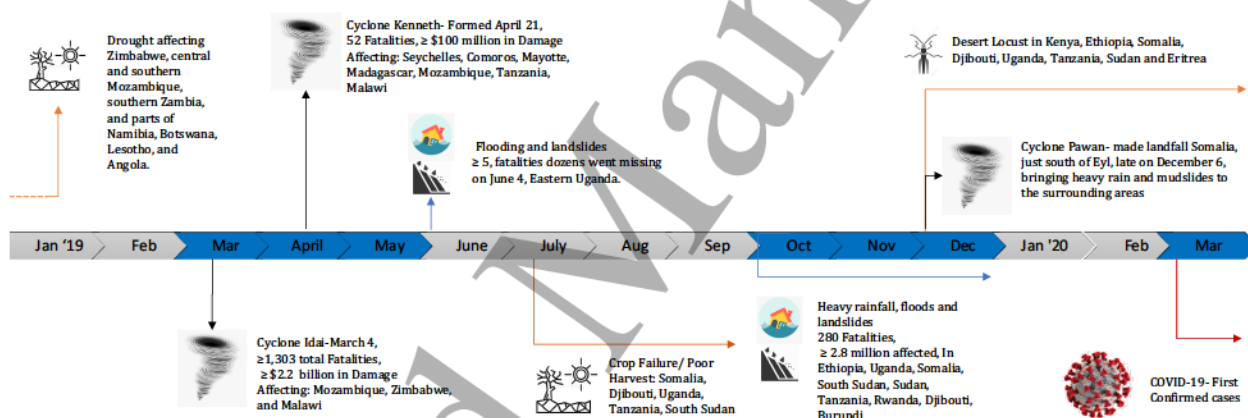 Drought affecting
Zimbabwe, central
and southern
Mozambique,
southern Zambia,
and parts of
Namibia, Botswana,
Lesotho, and
Angola.
Cyclone Kenneth- Formed April 21,
52 Fatalities, ≥ $100 million in Damage
Affecting: Seychelles, Comoros, Mayotte,
Madagascar, Mozambique, Tanzania,
Malawi
Flooding and landslides
≥ 5, fatalities dozens went missing
on June 4, Eastern Uganda.
Desert Locust in Kenya, Ethiopia, Somalia,
Djibouti, Uganda, Tanzania, Sudan and Eritrea
Cyclone Pawan- made landfall Somalia,
just south of Eyl, late on December 6,
bringing heavy rain and mudslides to
the surrounding areas
Jan '19 Feb Mar April May June July Aug Sep Oct Nov Dec Jan '20 Feb Mar
Cyclone Idai-March 4,
≥1,303 total Fatalities,
≥$2.2 billion in Damage
Affecting: Mozambique, Zimbabwe,
and Malawi
Crop Failure/ Poor
Harvest: Somalia,
Djibouti, Uganda,
Tanzania, South Sudan
Heavy rainfall, floods and
landslides
280 Fatalities,
≥ 2.8 million affected, In
Ethiopia, Uganda, Somalia,
South Sudan, Sudan,
Tanzania, Rwanda, Djibouti,
Burundi
COVID-19- First
Confirmed cases